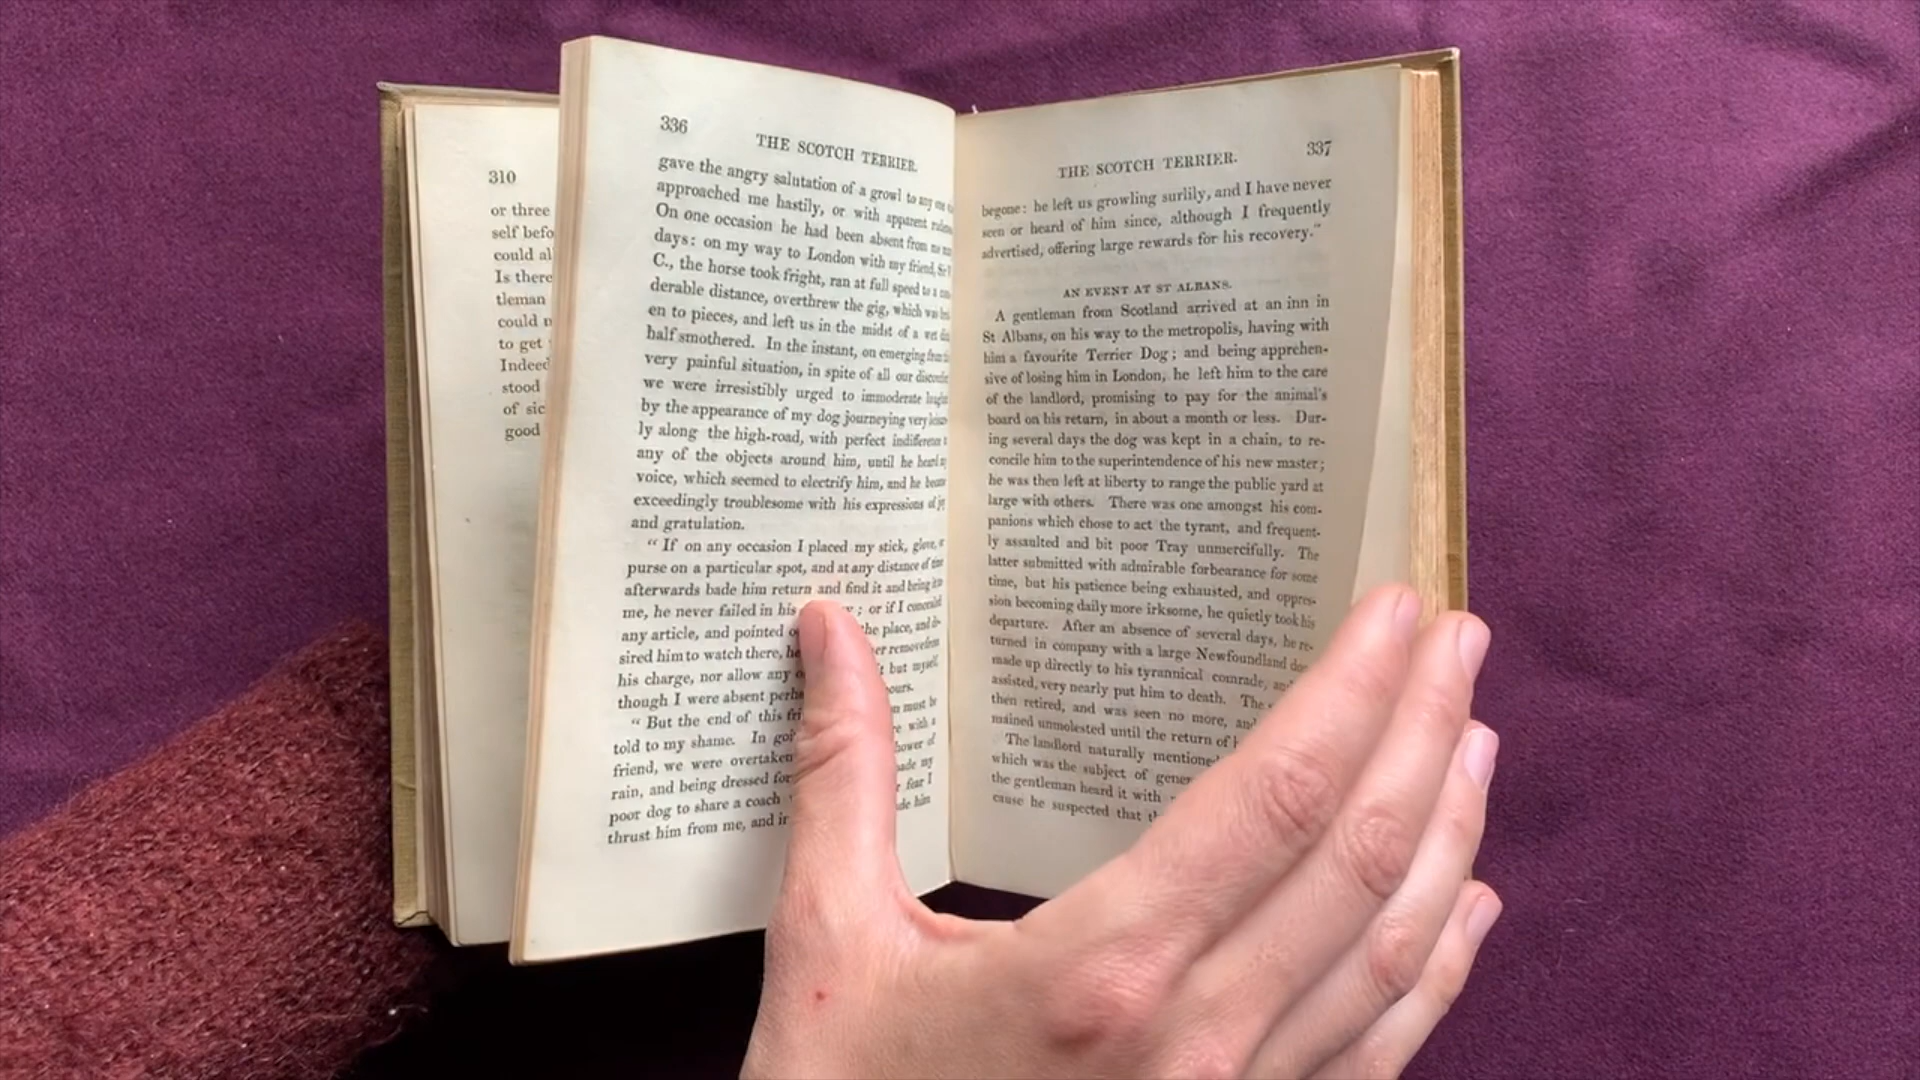 310
or three
self befo
could al
Is there
tleman
could n
to get
Indeed
stood
of sic
good
336
THE SCOTCH TERRIER.
gave the angry salutation of a growl to any
approached me hastily, or with apparent
On one occasion he had been absent from
days: on my way to London with my friend,
C., the horse took fright, ran at full speed to a
derable distance, overthrew the gig, which was
en to pieces, and left us in the midst of a wet
half smothered. In the instant, on emerging
very painful situation, in spite of all our
we were irresistibly urged to immoderate
by the appearance of my dog journeying very
ly along the high-road, with perfect indifference
any of the objects around him, until he heard
voice, which seemed to electrify him, and he
exceedingly troublesome with his expressions of
and gratulation.
“ If on any occasion I placed my stick, glove,
purse on a particular spot, and at any distance of
afterwards bade him return and find it and bring
me, he never failed in his ; or if I concealed
any article, and pointed the place, and
sired him to watch there,
his charge, nor allow any but myself,
though I were absent hours.
“ But the end of this must be
told to my shame. In with a
friend, we were overtaken shower of
rain, and being dressed for made my
poor dog to share a coach fear I
thrust him from me, and him
THE SCOTCH TERRIER.
337
begone: he left us growling surlily, and I have never
seen or heard of him since, although I frequently
advertised, offering large rewards for his recovery.”
AN EVENT AT ST ALBANS.
A gentleman from Scotland arrived at an inn in
St Albans, on his way to the metropolis, having with
him a favourite Terrier Dog; and being apprehen-
sive of losing him in London, he left him to the care
of the landlord, promising to pay for the animal's
board on his return, in about a month or less. Dur-
ing several days the dog was kept in a chain, to re-
concile him to the superintendence of his new master;
he was then left at liberty to range the public yard at
large with others. There was one amongst his com-
panions which chose to act the tyrant, and frequent-
ly assaulted and bit poor Tray unmercifully. The
latter submitted with admirable forbearance for some
time, but his patience being exhausted, and oppres-
sion becoming daily more irksome, he quietly took his
departure. After an absence of several days, he re-
turned in company with a large Newfoundland
made up directly to his tyrannical comrade,
assisted, very nearly put him to death. The
then retired, and was seen no more,
mained unmolested until the return of
The landlord naturally
which was the subject of
the gentleman heard it with
cause he suspected that